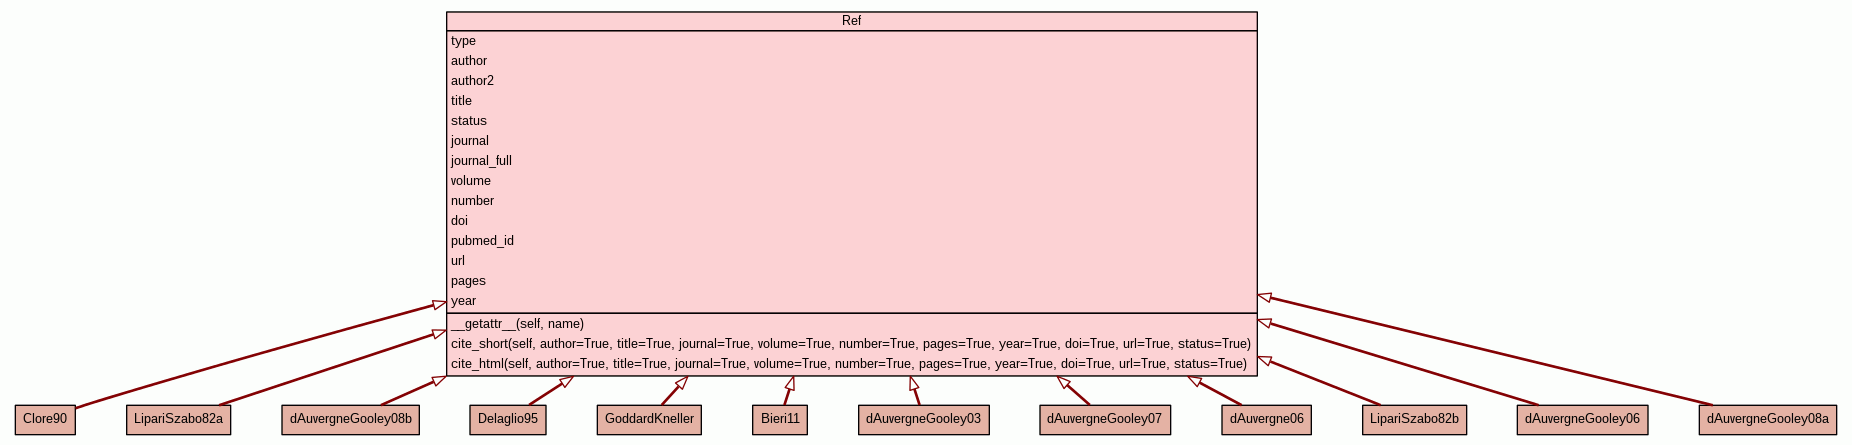 Ref
type
author
author2
title
status
journal
journal_full
volume
number
doi
pubmed_id
url
pages
year
__getattr__(self, name)
cite_short(self, author=True, title=True, journal=True, volume=True, number=True, pages=True, year=True, doi=True, url=True, status=True)
cite_html(self, author=True, title=True, journal=True, volume=True, number=True, pages=True, year=True, doi=True, url=True, status=True)
Clore90
LipariSzabo82a
dAuvergneGooley08b
Delaglio95
GoddardKneller
Bieri11
dAuvergneGooley03
dAuvergneGooley07
dAuvergne06
LipariSzabo82b
dAuvergneGooley06
dAuvergneGooley08a